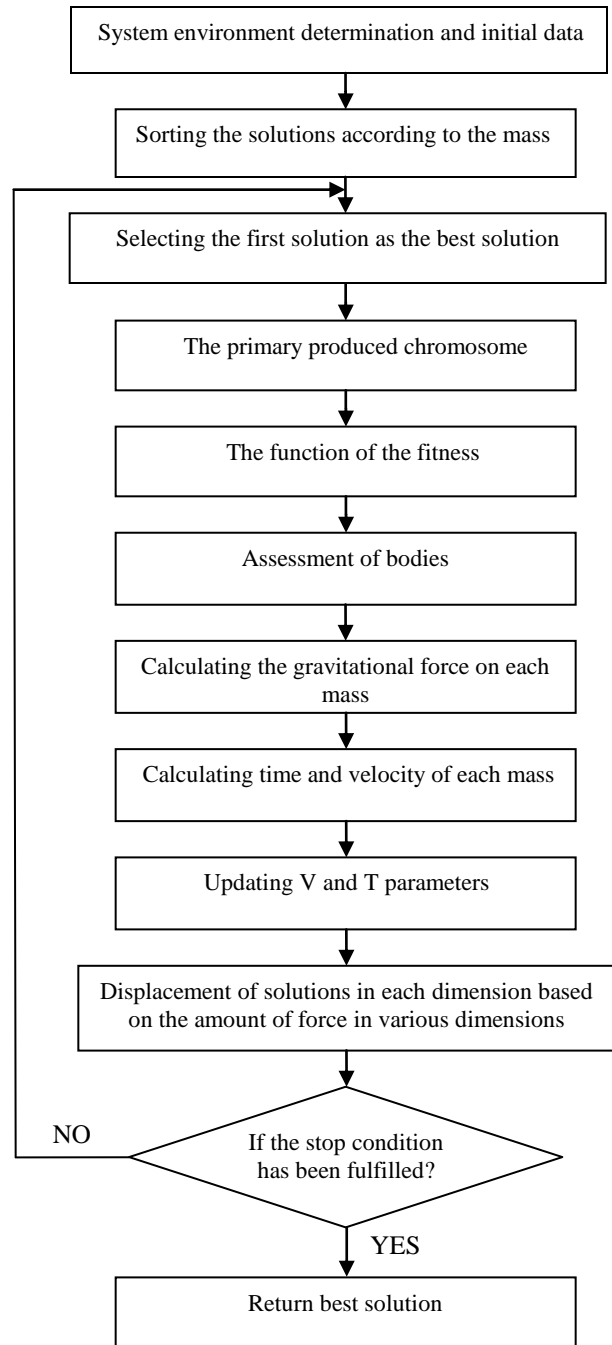 System environment determination and initial data
Sorting the solutions according to the mass
Selecting the first solution as the best solution
The primary produced chromosome
The function of the fitness
Assessment of bodies
Calculating the gravitational force on each
mass
Calculating time and velocity of each mass
Updating V and T parameters
Displacement of solutions in each dimension based
on the amount of force in various dimensions
NO
If the stop condition
has been fulfilled?
YES
Return best solution